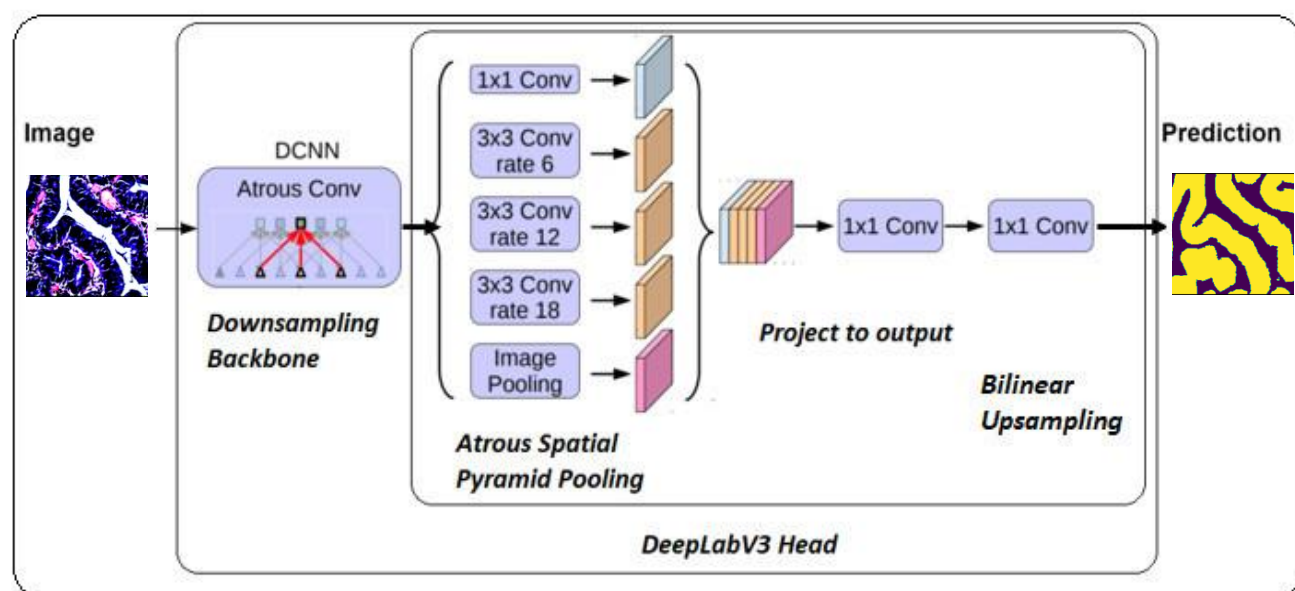 Image
DCNN
Atrous Conv
Downsampling
Backbone
1x1 Conv
3x3 Conv
rate 6
3x3 Conv
rate 12
3x3 Conv
rate 18
Image
Pooling
Atrous Spatial
Pyramid Pooling
1x1 Conv
1x1 Conv
Project to output
Bilinear
Upsampling
Prediction
DeepLabV3 Head